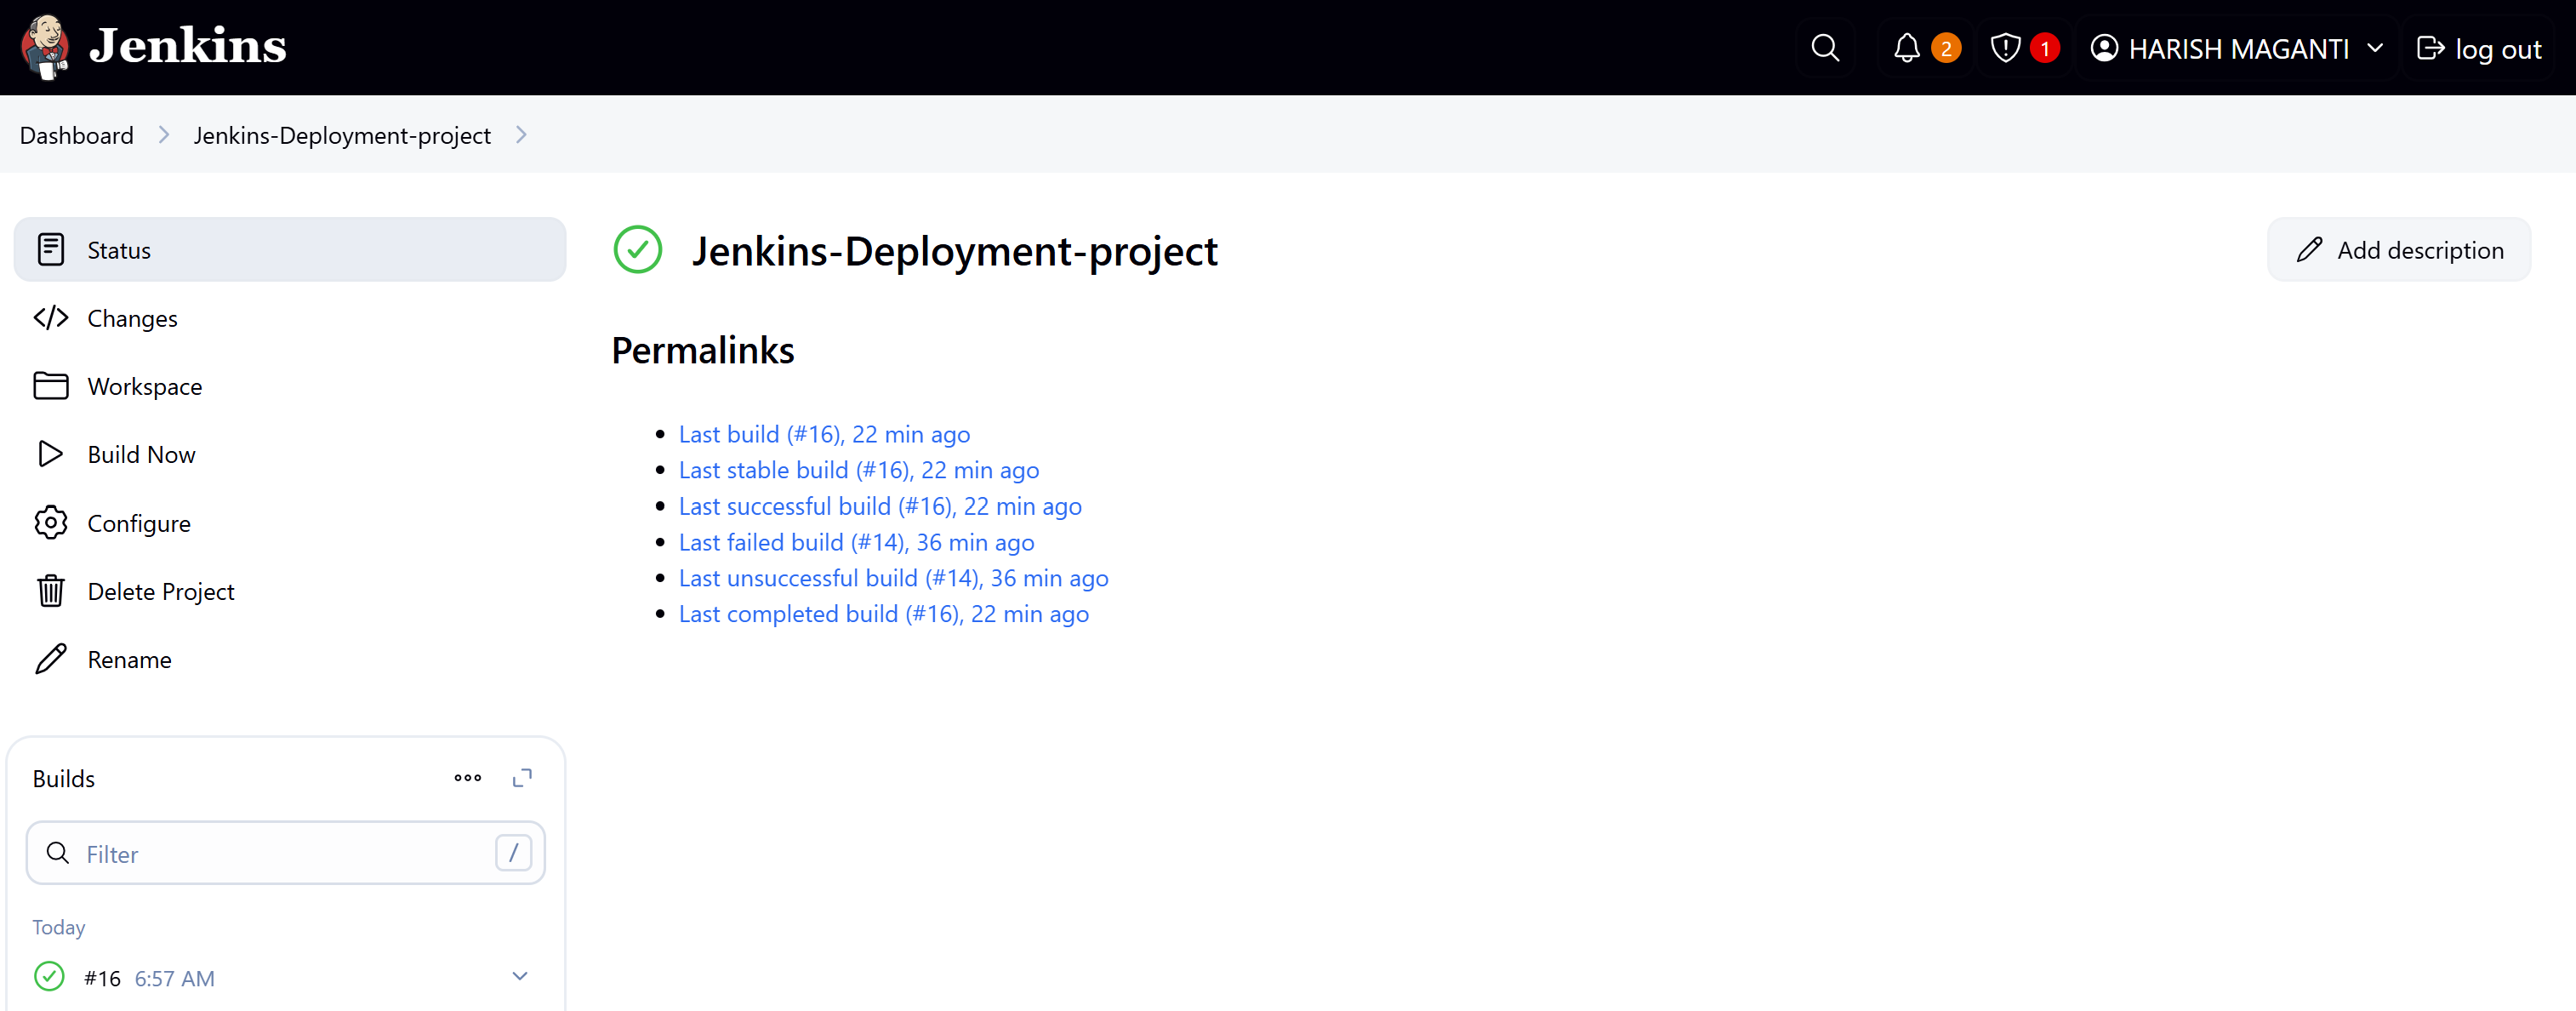 Jenkins
2
1
HARISH MAGANTI
log out
Dashboard
Jenkins-Deployment-project
Status
Changes
Workspace
Build Now
Configure
Delete Project
Rename
Builds
Filter
/
Today
#16 6:57 AM
Jenkins-Deployment-project
Add description
Permalinks
Last build (#16), 22 min ago
Last stable build (#16), 22 min ago
Last successful build (#16), 22 min ago
Last failed build (#14), 36 min ago
Last unsuccessful build (#14), 36 min ago
Last completed build (#16), 22 min ago